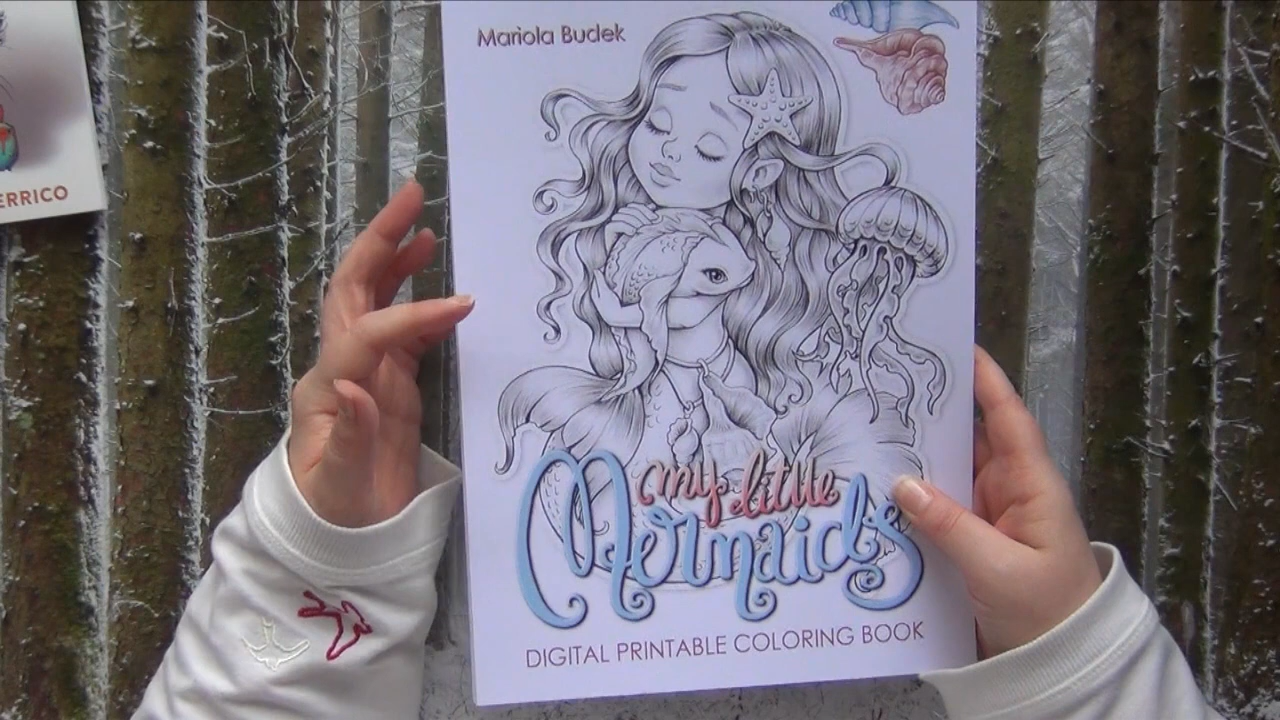 Mariola Budek
ERRICO
my little
Mermaids
DIGITAL PRINTABLE COLORING BOOK